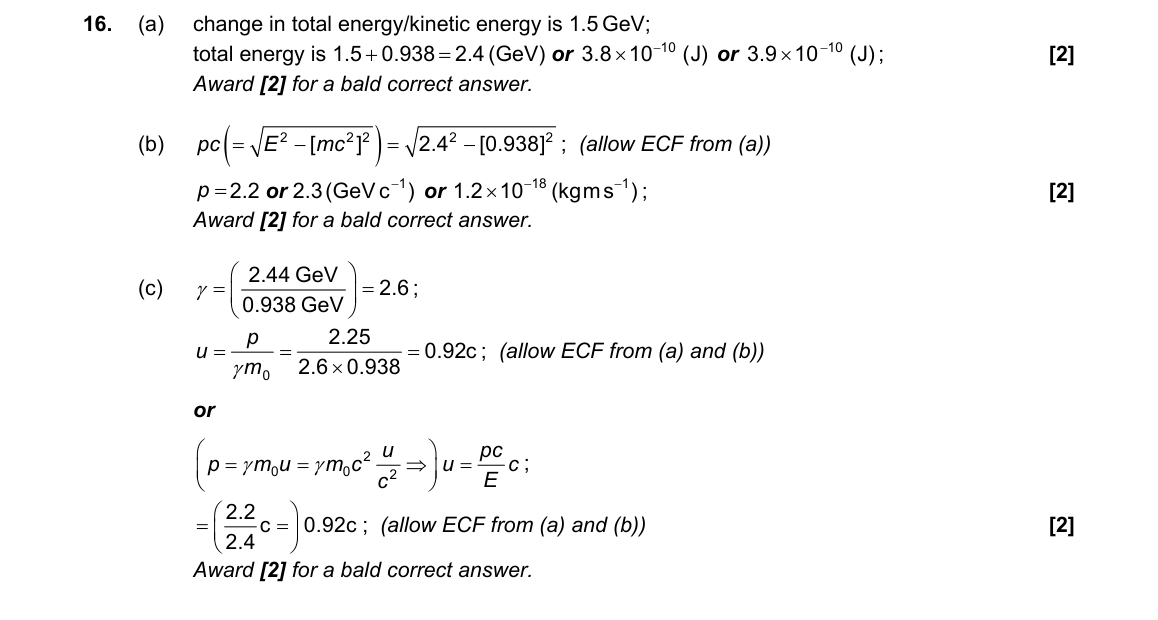 16. (a) change in total energy/kinetic energy is 1.5 GeV;
total energy is 1.5 + 0.938 = 2.4 (GeV) or 3.8 × 10⁻¹⁰ (J) or 3.9 × 10⁻¹⁰ (J); [2]
Award [2] for a bald correct answer.
(b) pc(= √(E² − [mc²]²)) = √(2.4² − [0.938]²); (allow ECF from (a))
p = 2.2 or 2.3 (GeV c⁻¹) or 1.2 × 10⁻¹⁸ (kg m s⁻¹); [2]
Award [2] for a bald correct answer.
(c) γ = (2.44 GeV / 0.938 GeV) = 2.6;
u = p / γm₀ = 2.25 / 2.6 × 0.938 = 0.92c; (allow ECF from (a) and (b))
or
(p = γm₀u = γm₀c² u/c² ⇒) u = pc/E c;
= (2.2/2.4 c =) 0.92c; (allow ECF from (a) and (b)) [2]
Award [2] for a bald correct answer.